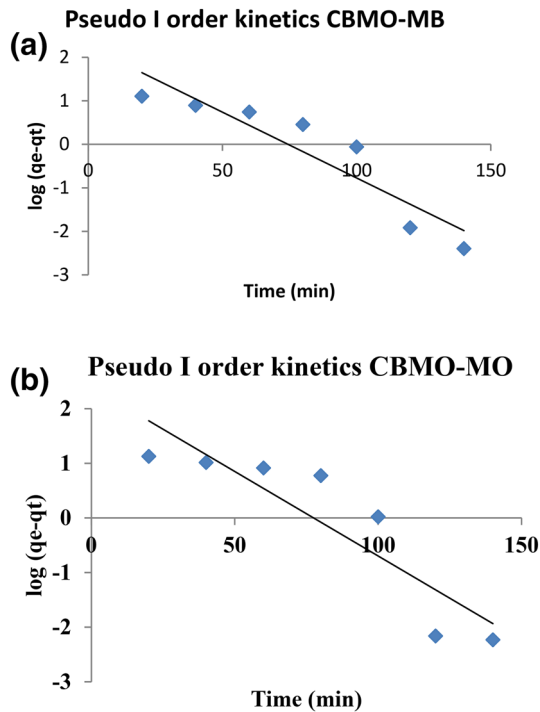 Pseudo I order kinetics CBMO-MB
(a)
2
1
0
-1
-2
-3
0
50
100
150
log (qe-qt)
Time (min)
Pseudo I order kinetics CBMO-MO
(b)
2
1
0
-1
-2
-3
0
50
100
150
log (qe-qt)
Time (min)